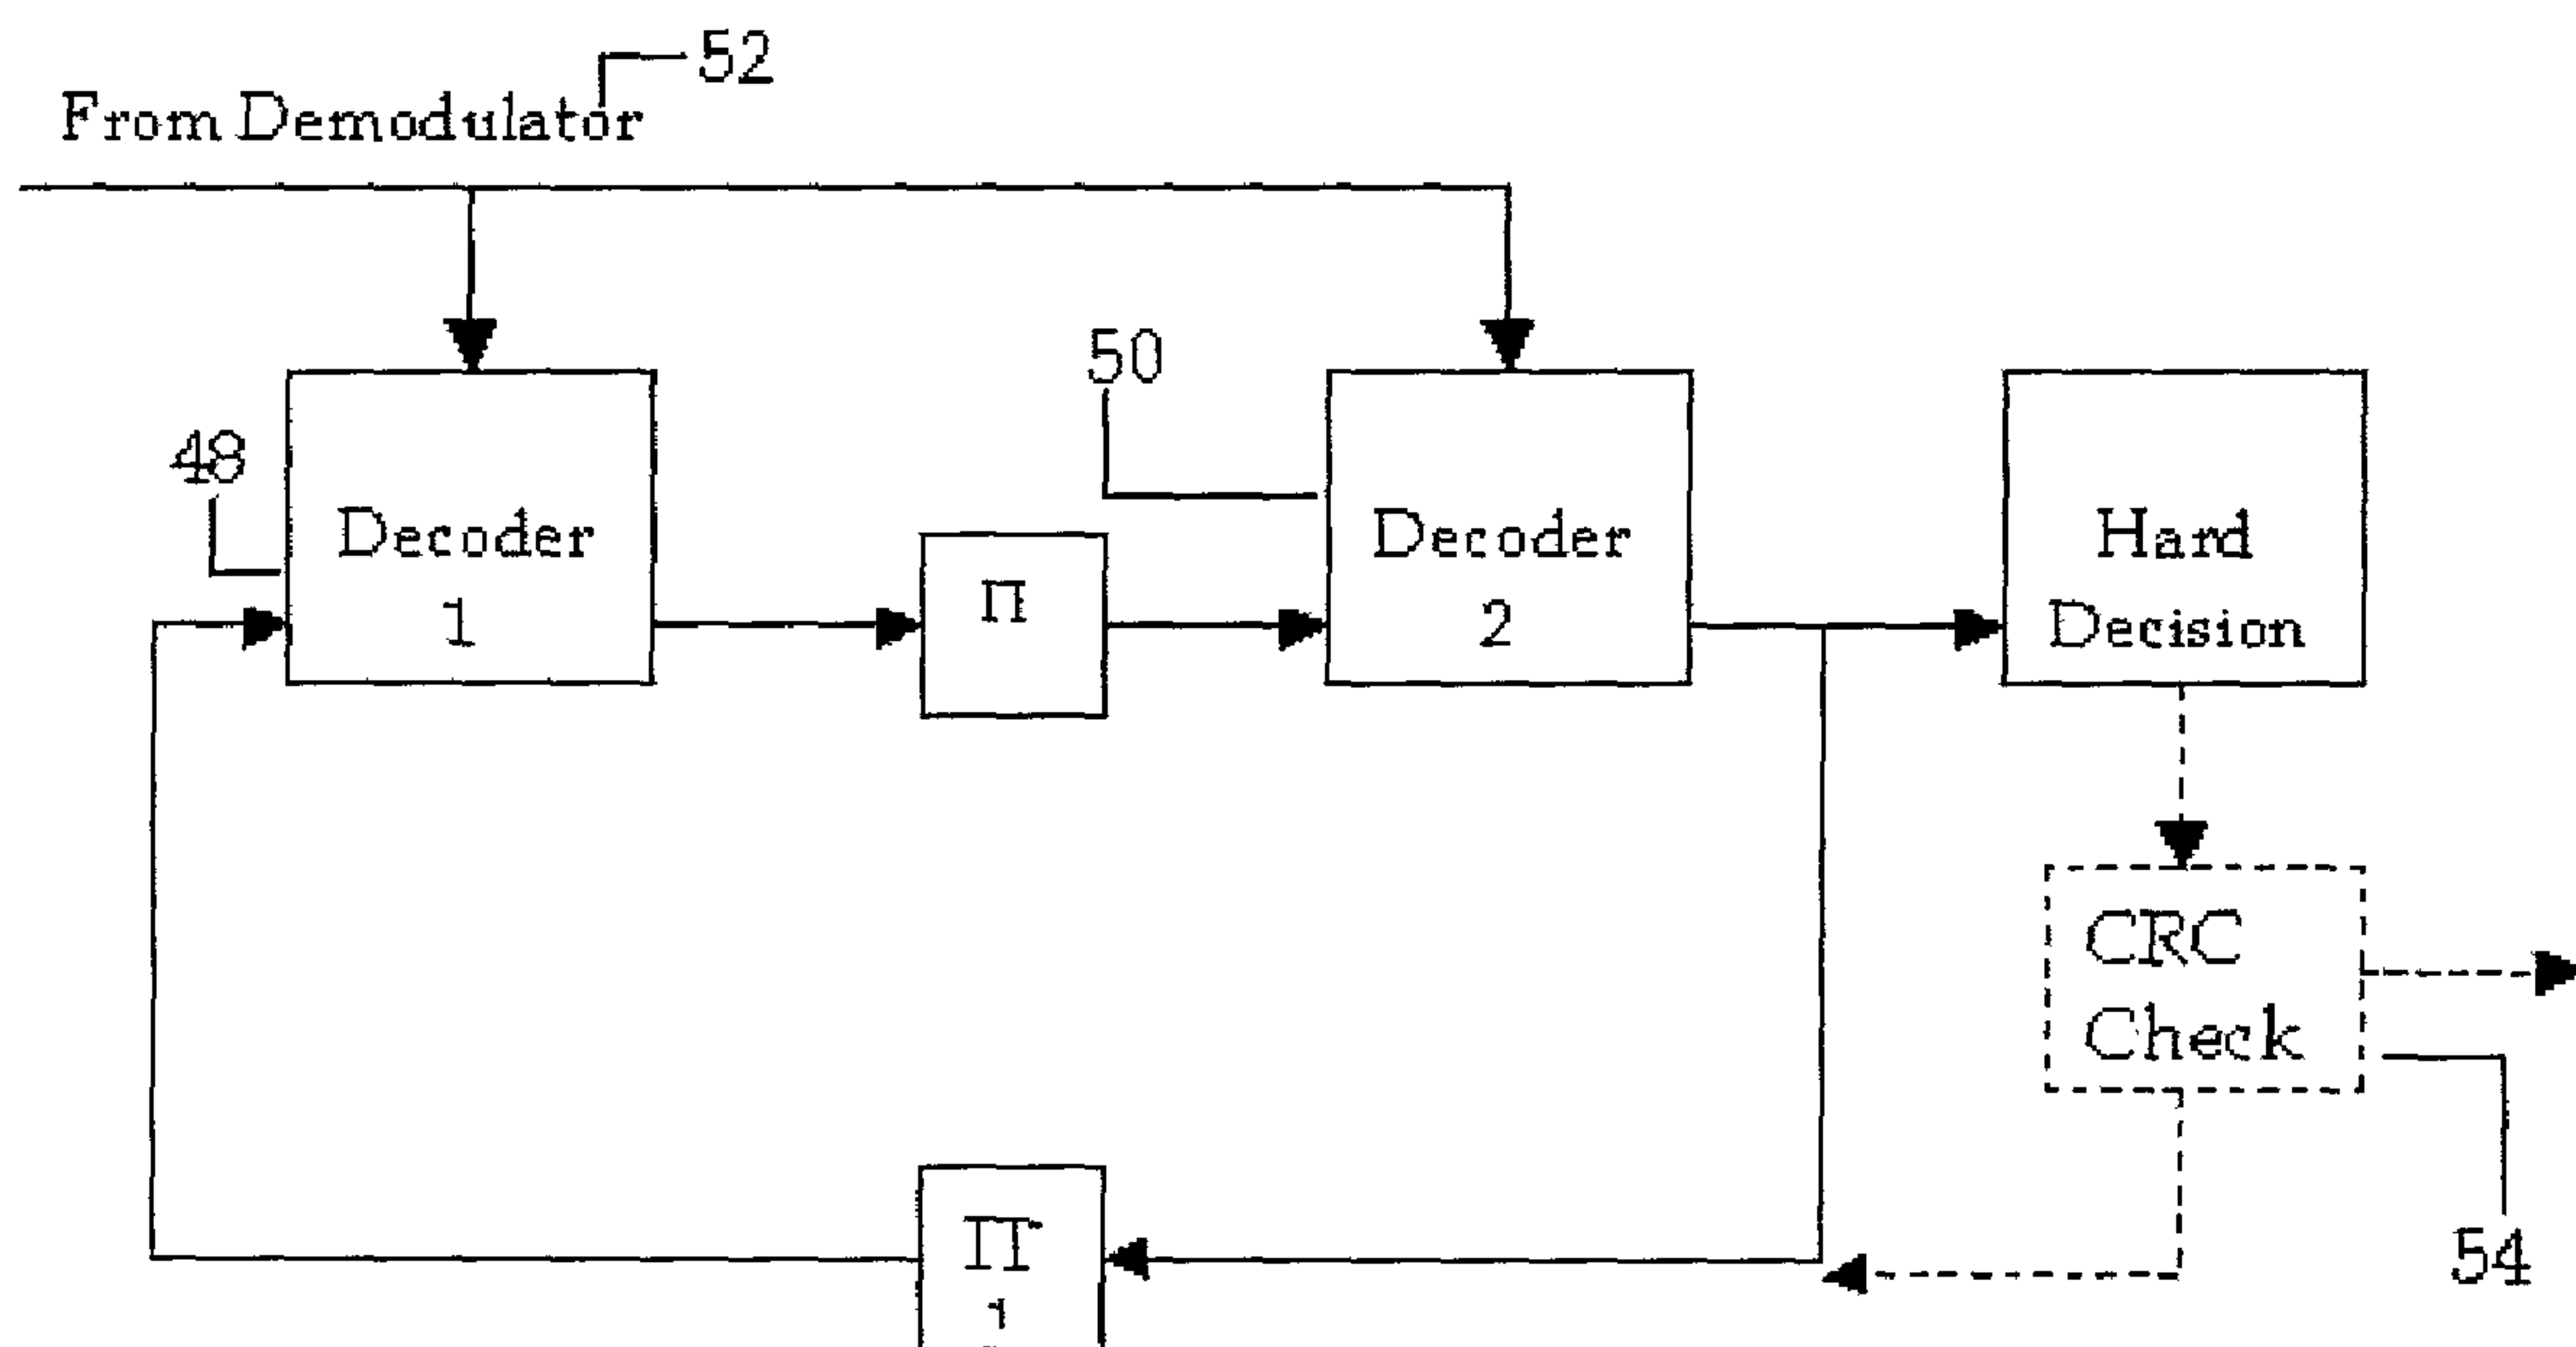 52
From Demodulator
50
48
Decoder
1
Π
Decoder
2
Hard
Decision
CRC
Check
Π-
1
54